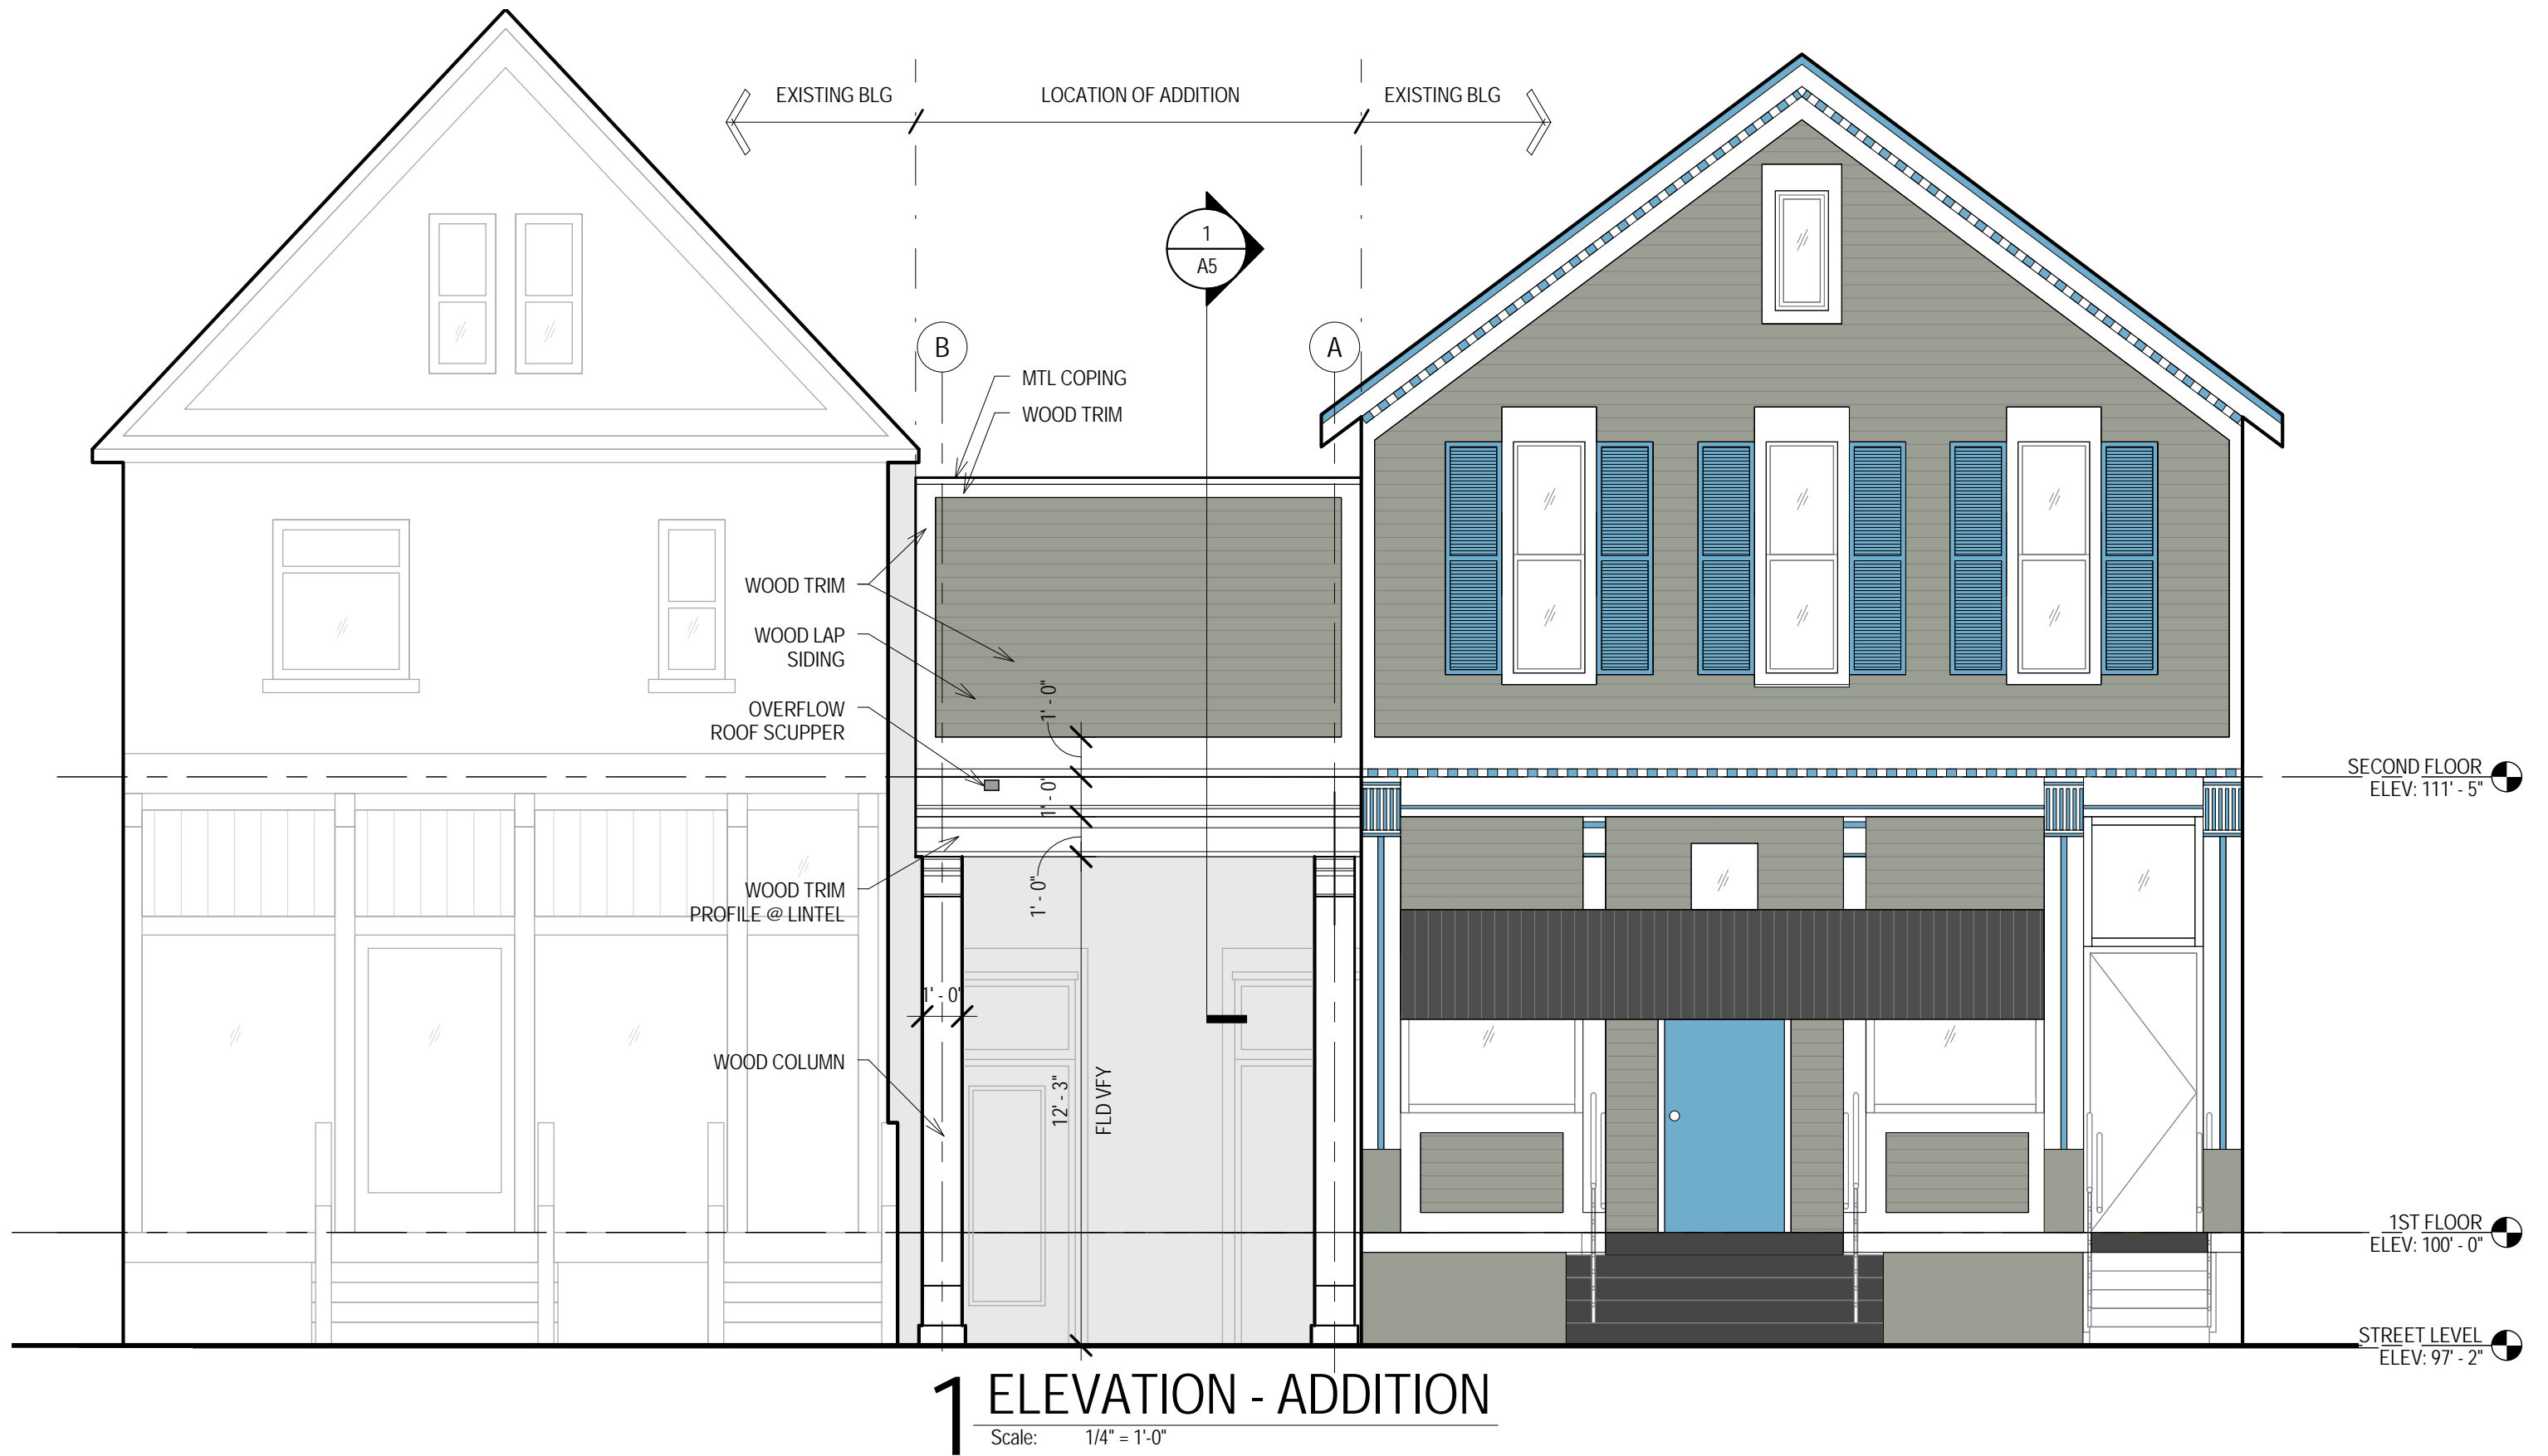 EXISTING BLG
LOCATION OF ADDITION
EXISTING BLG
1
A5
B
A
MTL COPING
WOOD TRIM
WOOD TRIM
WOOD LAP
SIDING
1' - 0"
OVERFLOW
ROOF SCUPPER
SECOND FLOOR
ELEV: 111' - 5"
1' - 0"
WOOD TRIM
PROFILE @ LINTEL
1' - 0"
1' - 0"
WOOD COLUMN
12' - 3"
FLD VFY
1ST FLOOR
ELEV: 100' - 0"
STREET LEVEL
ELEV: 97' - 2"
1 ELEVATION - ADDITION
Scale: 1/4" = 1'-0"